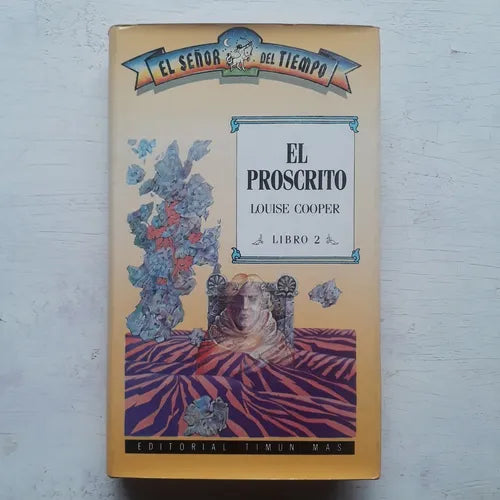 EL SEÑOR DEL TIEMPO
EL
PROSCRITO
LOUISE COOPER
LIBRO 2
EDITORIAL TIMUN MAS